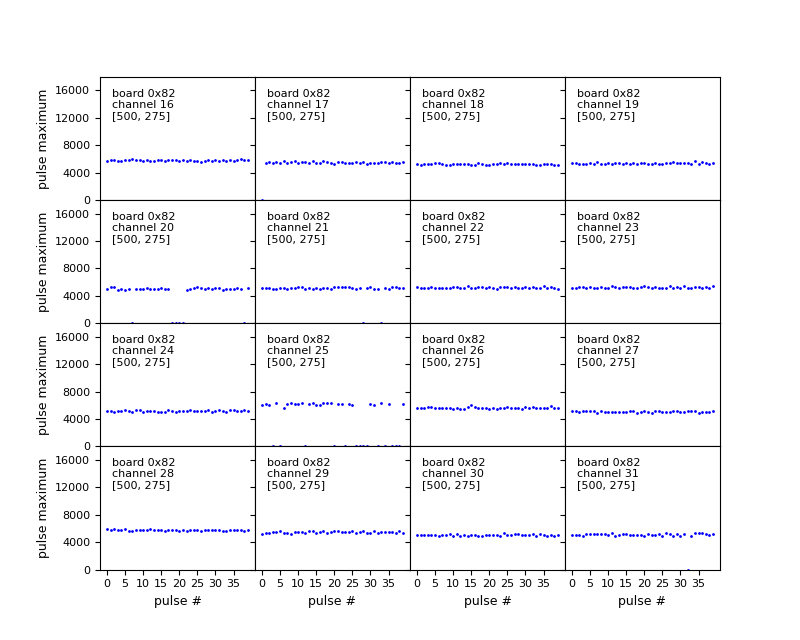 pulse maximum
16000
12000
8000
4000
0
board 0x82
channel 16
[500, 275]
board 0x82
channel 17
[500, 275]
board 0x82
channel 18
[500, 275]
board 0x82
channel 19
[500, 275]
pulse maximum
16000
12000
8000
4000
0
board 0x82
channel 20
[500, 275]
board 0x82
channel 21
[500, 275]
board 0x82
channel 22
[500, 275]
board 0x82
channel 23
[500, 275]
pulse maximum
16000
12000
8000
4000
0
board 0x82
channel 24
[500, 275]
board 0x82
channel 25
[500, 275]
board 0x82
channel 26
[500, 275]
board 0x82
channel 27
[500, 275]
pulse maximum
16000
12000
8000
4000
0
board 0x82
channel 28
[500, 275]
board 0x82
channel 29
[500, 275]
board 0x82
channel 30
[500, 275]
board 0x82
channel 31
[500, 275]
0 5 10 15 20 25 30 35
0 5 10 15 20 25 30 35
0 5 10 15 20 25 30 35
0 5 10 15 20 25 30 35
pulse #
pulse #
pulse #
pulse #